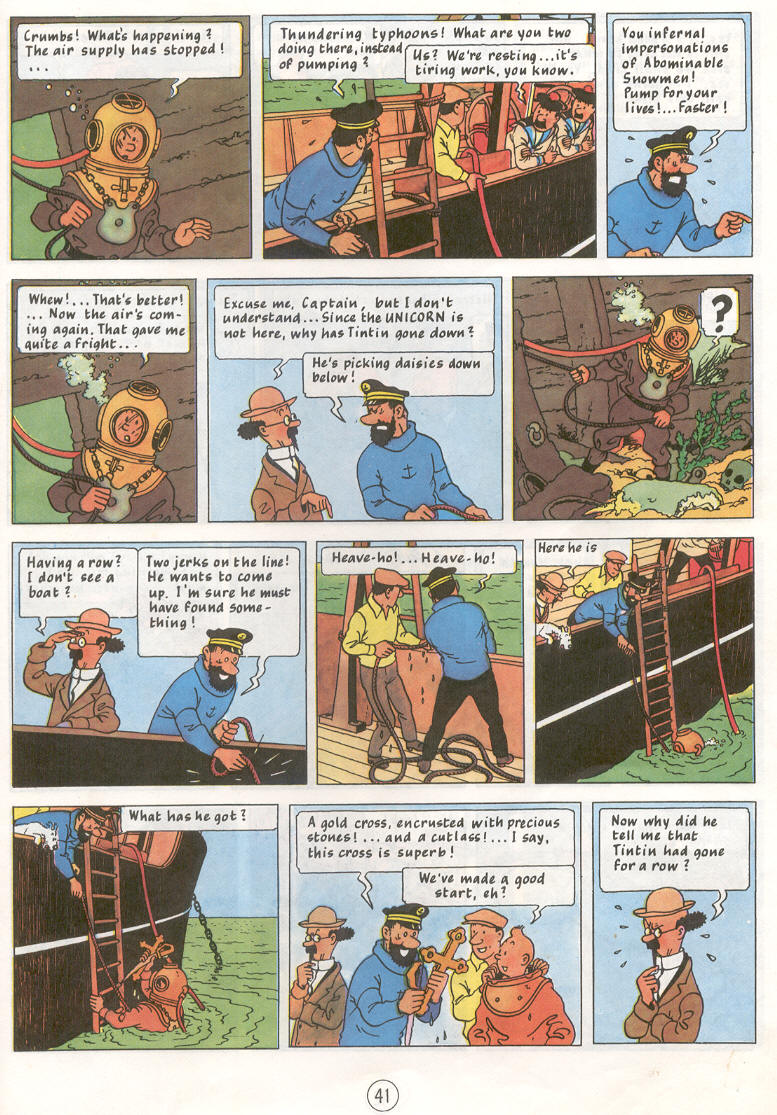 Crumbs! What's happening?
The air supply has stopped!
...
Thundering typhoons! What are you two
doing there, instead
of pumping?
Us? We're resting...it's
tiring work, you know.
You infernal
impersonations
of Abominable
Snowmen!
Pump for your
lives!...Faster!
Whew!... That's better!
... Now the air's com-
ing again. That gave me
quite a fright...
Excuse me, Captain, but I don't
understand...Since the UNICORN is
not here, why has Tintin gone down?
He's picking daisies down
below!
?
Having a row?
I don't see a
boat?
Two jerks on the line!
He wants to come
up. I'm sure he must
have found some-
thing!
Heave-ho!... Heave-ho!
Here he is
What has he got?
A gold cross, encrusted with precious
stones!...and a cutlass!...I say,
this cross is superb!
We've made a good
start, eh?
Now why did he
tell me that
Tintin had gone
for a row?
41